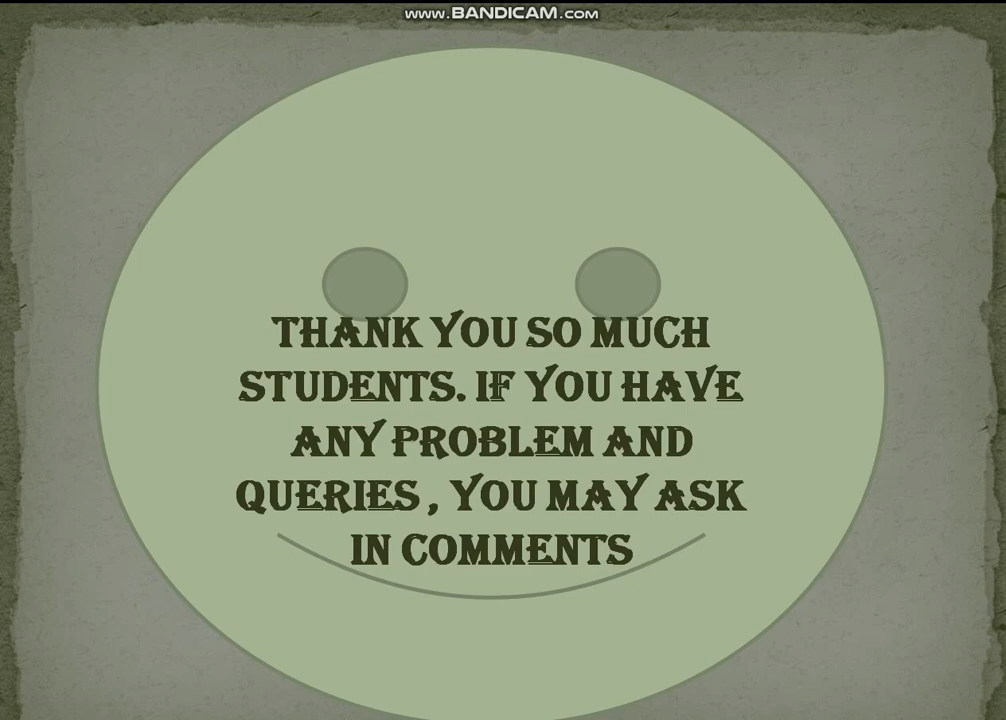 www.BANDICAM.com
THANK YOU SO MUCH
STUDENTS. IF YOU HAVE
ANY PROBLEM AND
QUERIES , YOU MAY ASK
IN COMMENTS